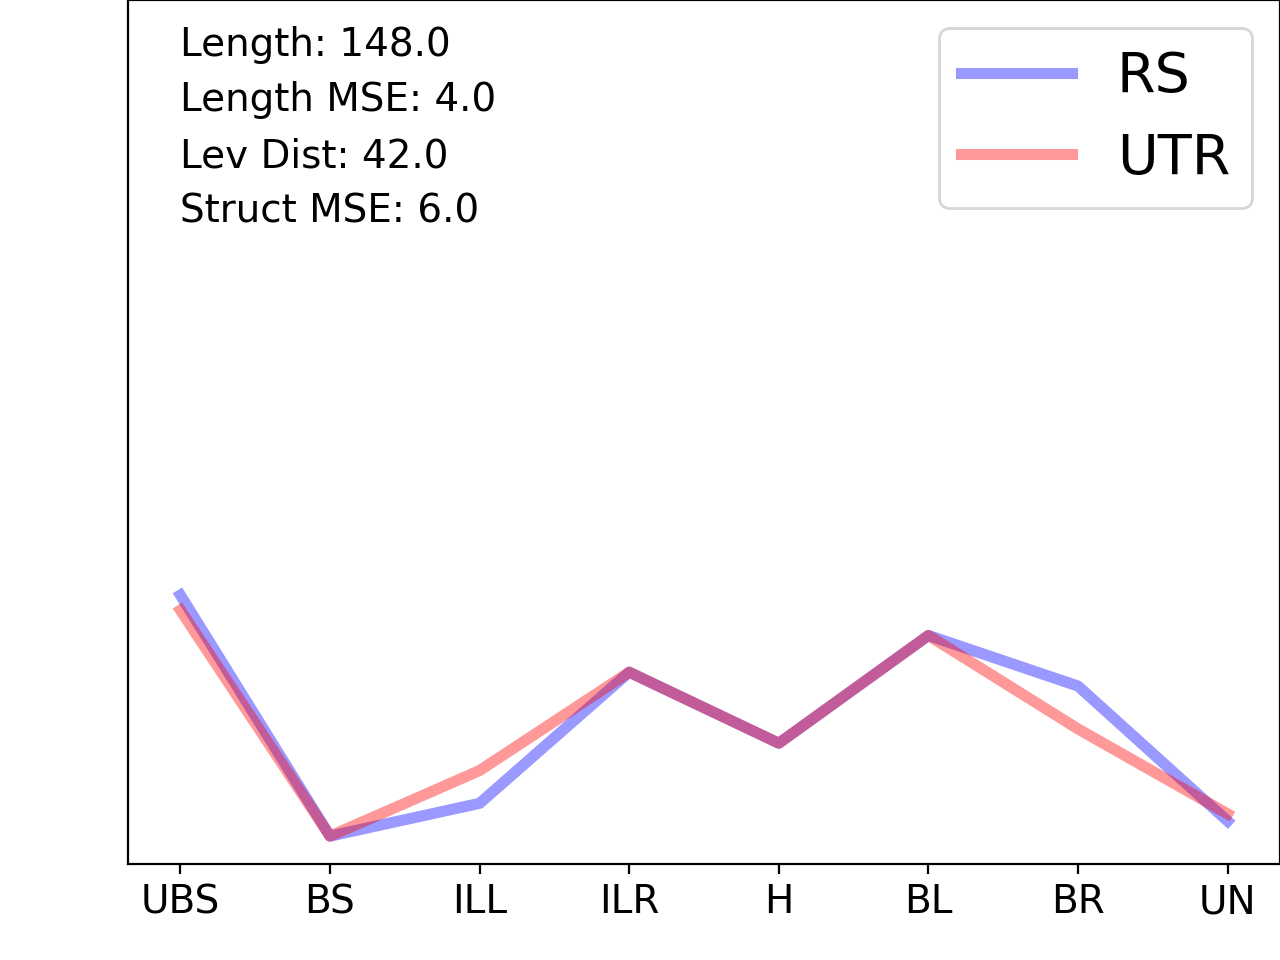 Length: 148.0
Length MSE: 4.0
Lev Dist: 42.0
Struct MSE: 6.0
RS
UTR
UBS BS ILL ILR H BL BR UN